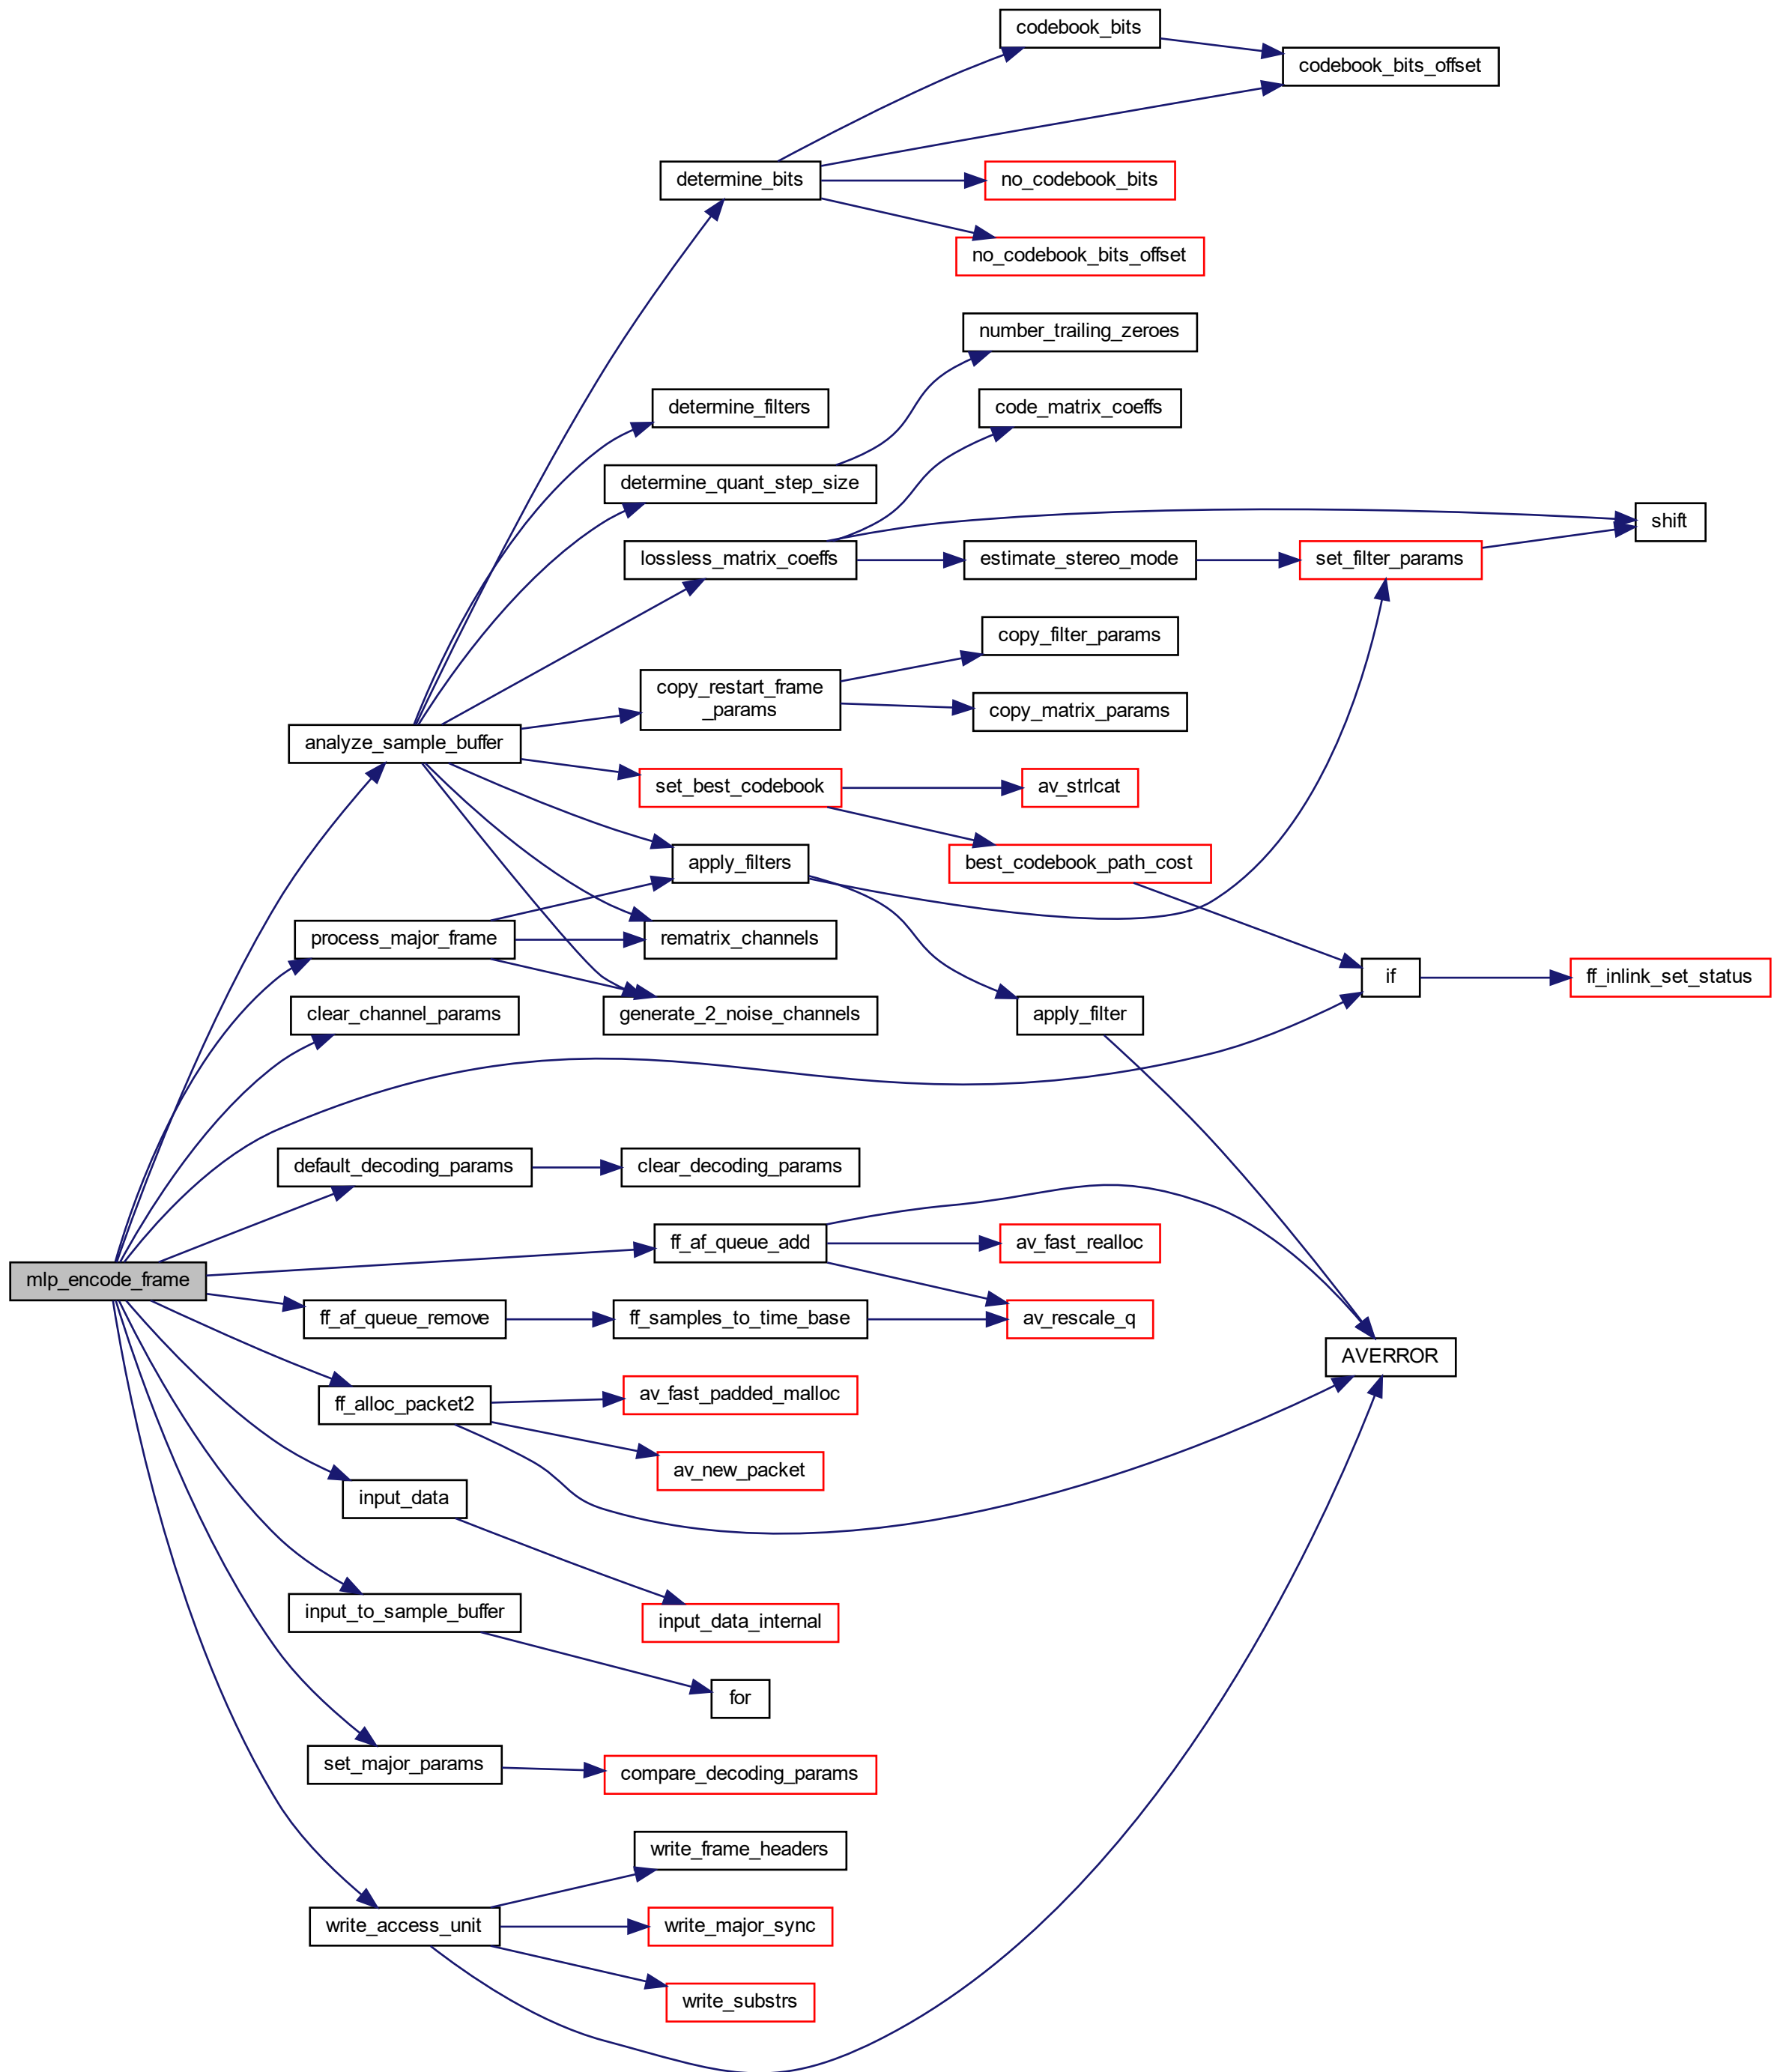 codebook_bits
codebook_bits_offset
determine_bits
no_codebook_bits
no_codebook_bits_offset
number_trailing_zeroes
determine_filters
code_matrix_coeffs
determine_quant_step_size
shift
lossless_matrix_coeffs
estimate_stereo_mode
set_filter_params
copy_filter_params
copy_restart_frame
_params
copy_matrix_params
analyze_sample_buffer
set_best_codebook
av_strlcat
apply_filters
best_codebook_path_cost
process_major_frame
rematrix_channels
if
ff_inlink_set_status
clear_channel_params
generate_2_noise_channels
apply_filter
default_decoding_params
clear_decoding_params
ff_af_queue_add
av_fast_realloc
mlp_encode_frame
ff_af_queue_remove
ff_samples_to_time_base
av_rescale_q
AVERROR
ff_alloc_packet2
av_fast_padded_malloc
av_new_packet
input_data
input_to_sample_buffer
input_data_internal
for
set_major_params
compare_decoding_params
write_frame_headers
write_access_unit
write_major_sync
write_substrs